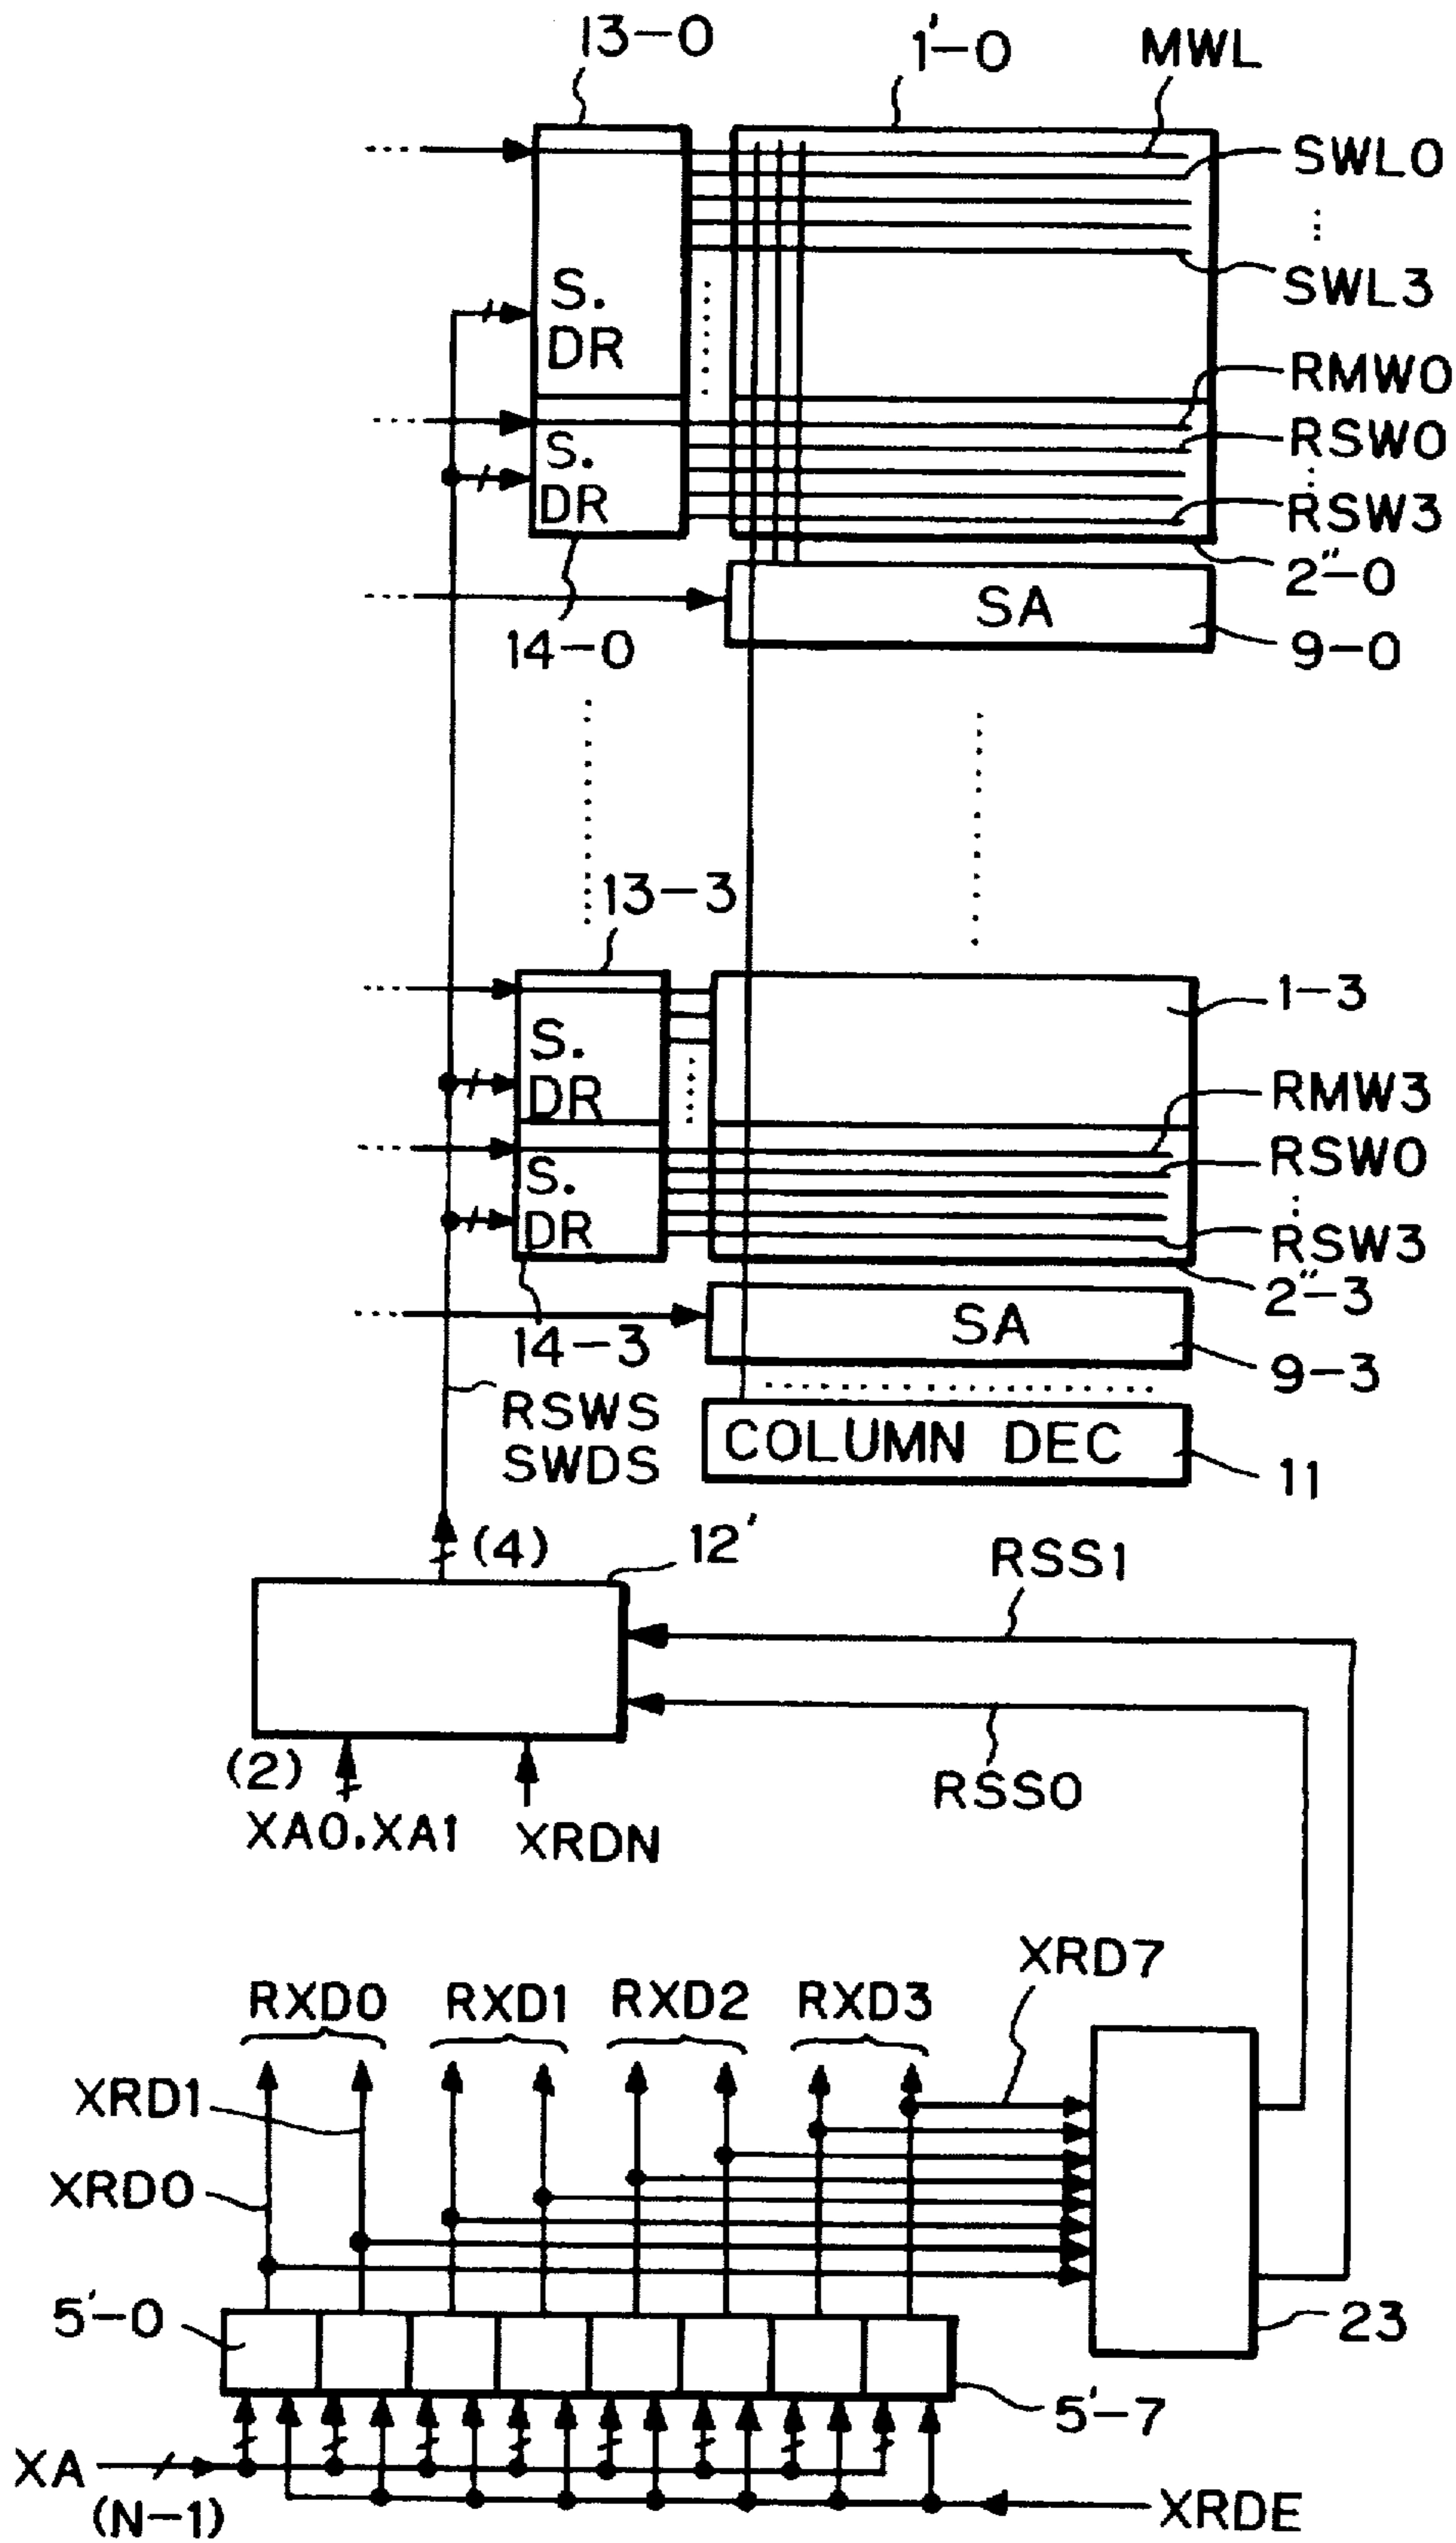 13-0
1'-0
MWL
SWL0
SWL3
S.
DR
RMW0
RSW0
S.
DR
RSW3
2''-0
SA
14-0
9-0
13-3
1-3
S.
DR
RMW3
RSW0
S.
DR
RSW3
2''-3
SA
14-3
9-3
RSWS
SWDS
COLUMN DEC
11
(4)
12'
RSS1
(2)
RSS0
XA0.XA1
XRDN
XRD7
RXD0 RXD1 RXD2 RXD3
XRD1
XRD0
5'-0
23
5'-7
XA
(N-1)
XRDE